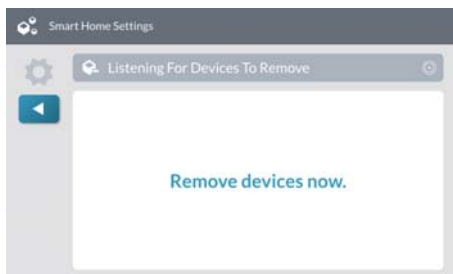 Smart Home Settings
Listening For Devices To Remove
Remove devices now.